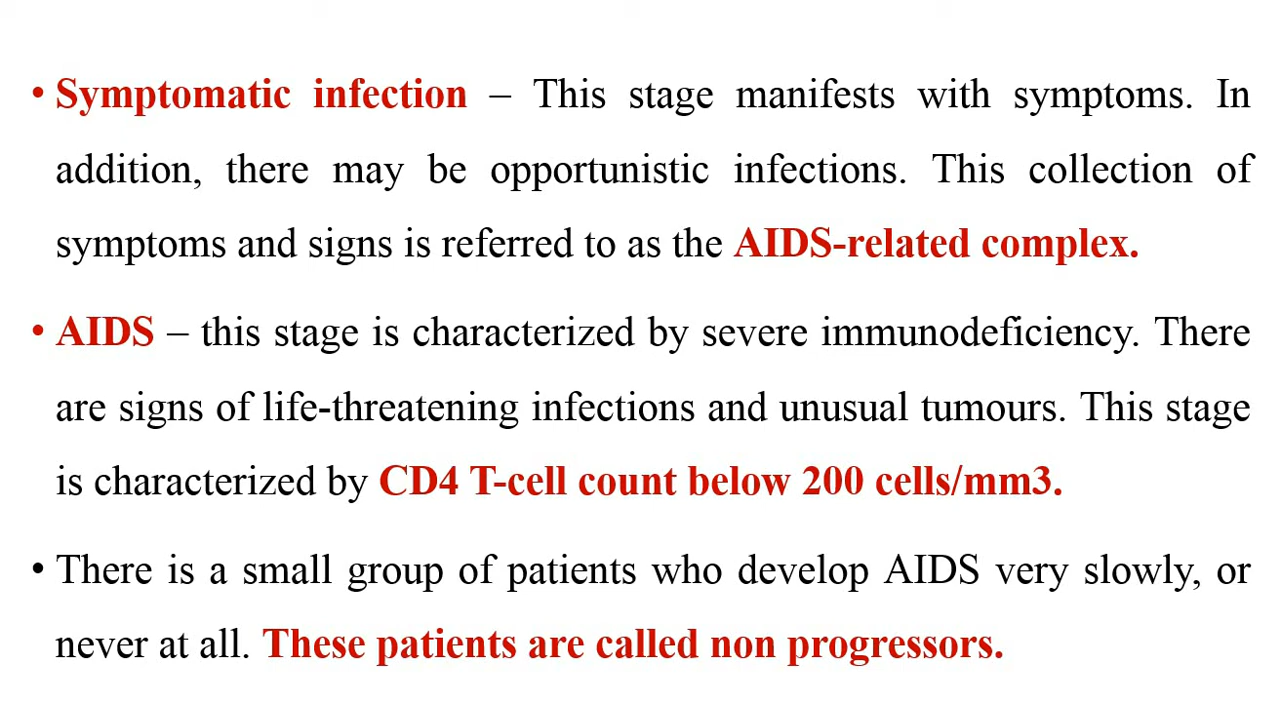 • Symptomatic infection – This stage manifests with symptoms. In
addition, there may be opportunistic infections. This collection of
symptoms and signs is referred to as the AIDS-related complex.
• AIDS – this stage is characterized by severe immunodeficiency. There
are signs of life-threatening infections and unusual tumours. This stage
is characterized by CD4 T-cell count below 200 cells/mm3.
• There is a small group of patients who develop AIDS very slowly, or
never at all. These patients are called non progressors.